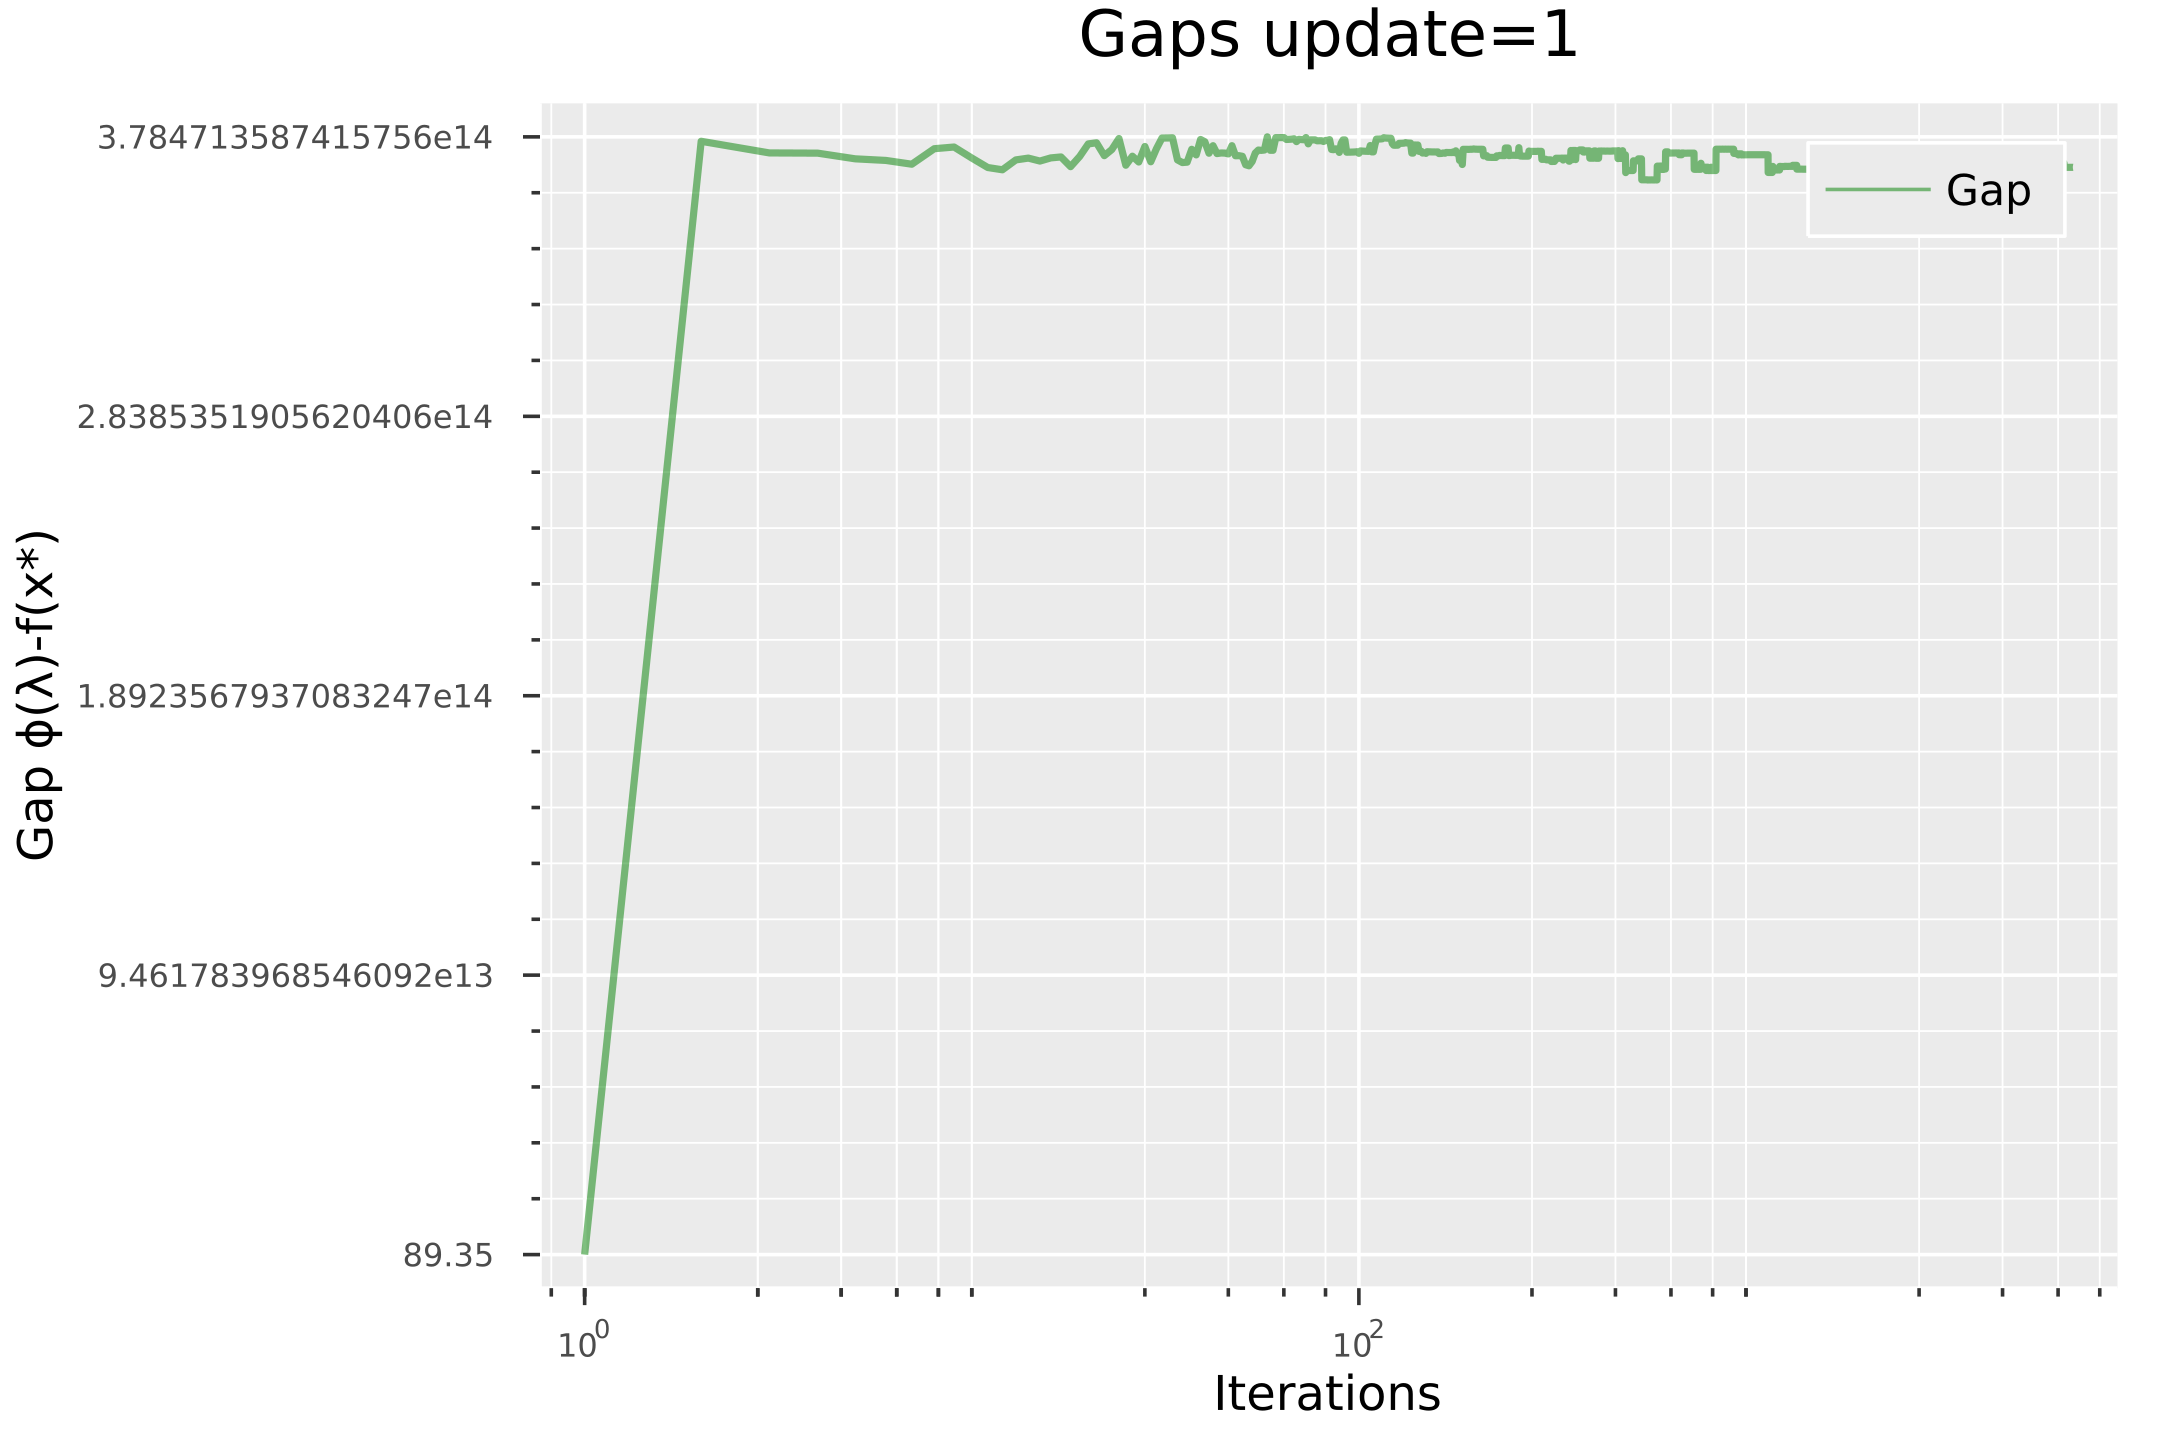 Gaps update=1
3.784713587415756e14
2.8385351905620406e14
1.8923567937083247e14
9.461783968546092e13
89.35
Gap ϕ(λ)-f(x*)
Gap
10⁰
10²
Iterations